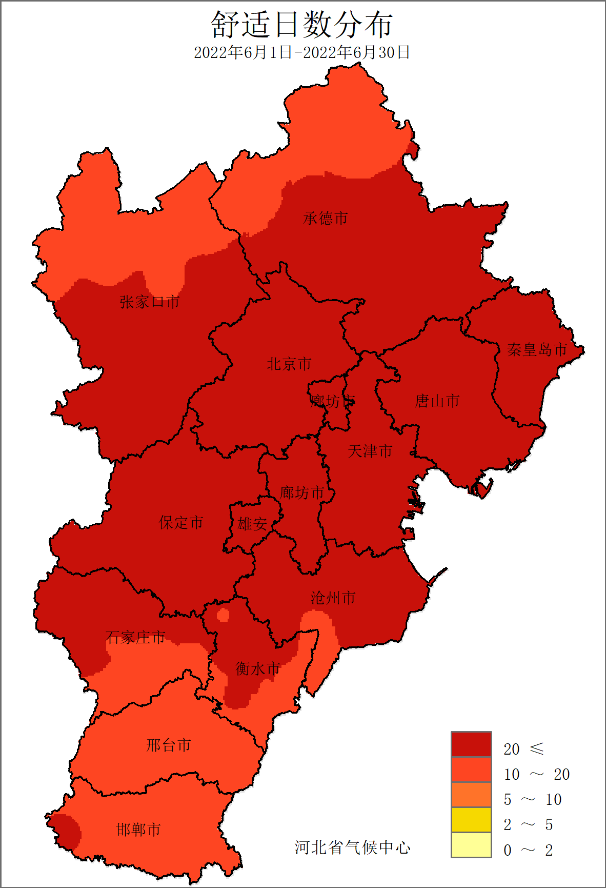 舒适日数分布
2022年6月1日-2022年6月30日
承德市
张家口市
秦皇岛市
北京市
廊坊市
唐山市
天津市
廊坊市
保定市
雄安
沧州市
石家庄市
衡水市
邢台市
邯郸市
20 ≤
10 ～ 20
5 ～ 10
2 ～ 5
0 ～ 2
河北省气候中心